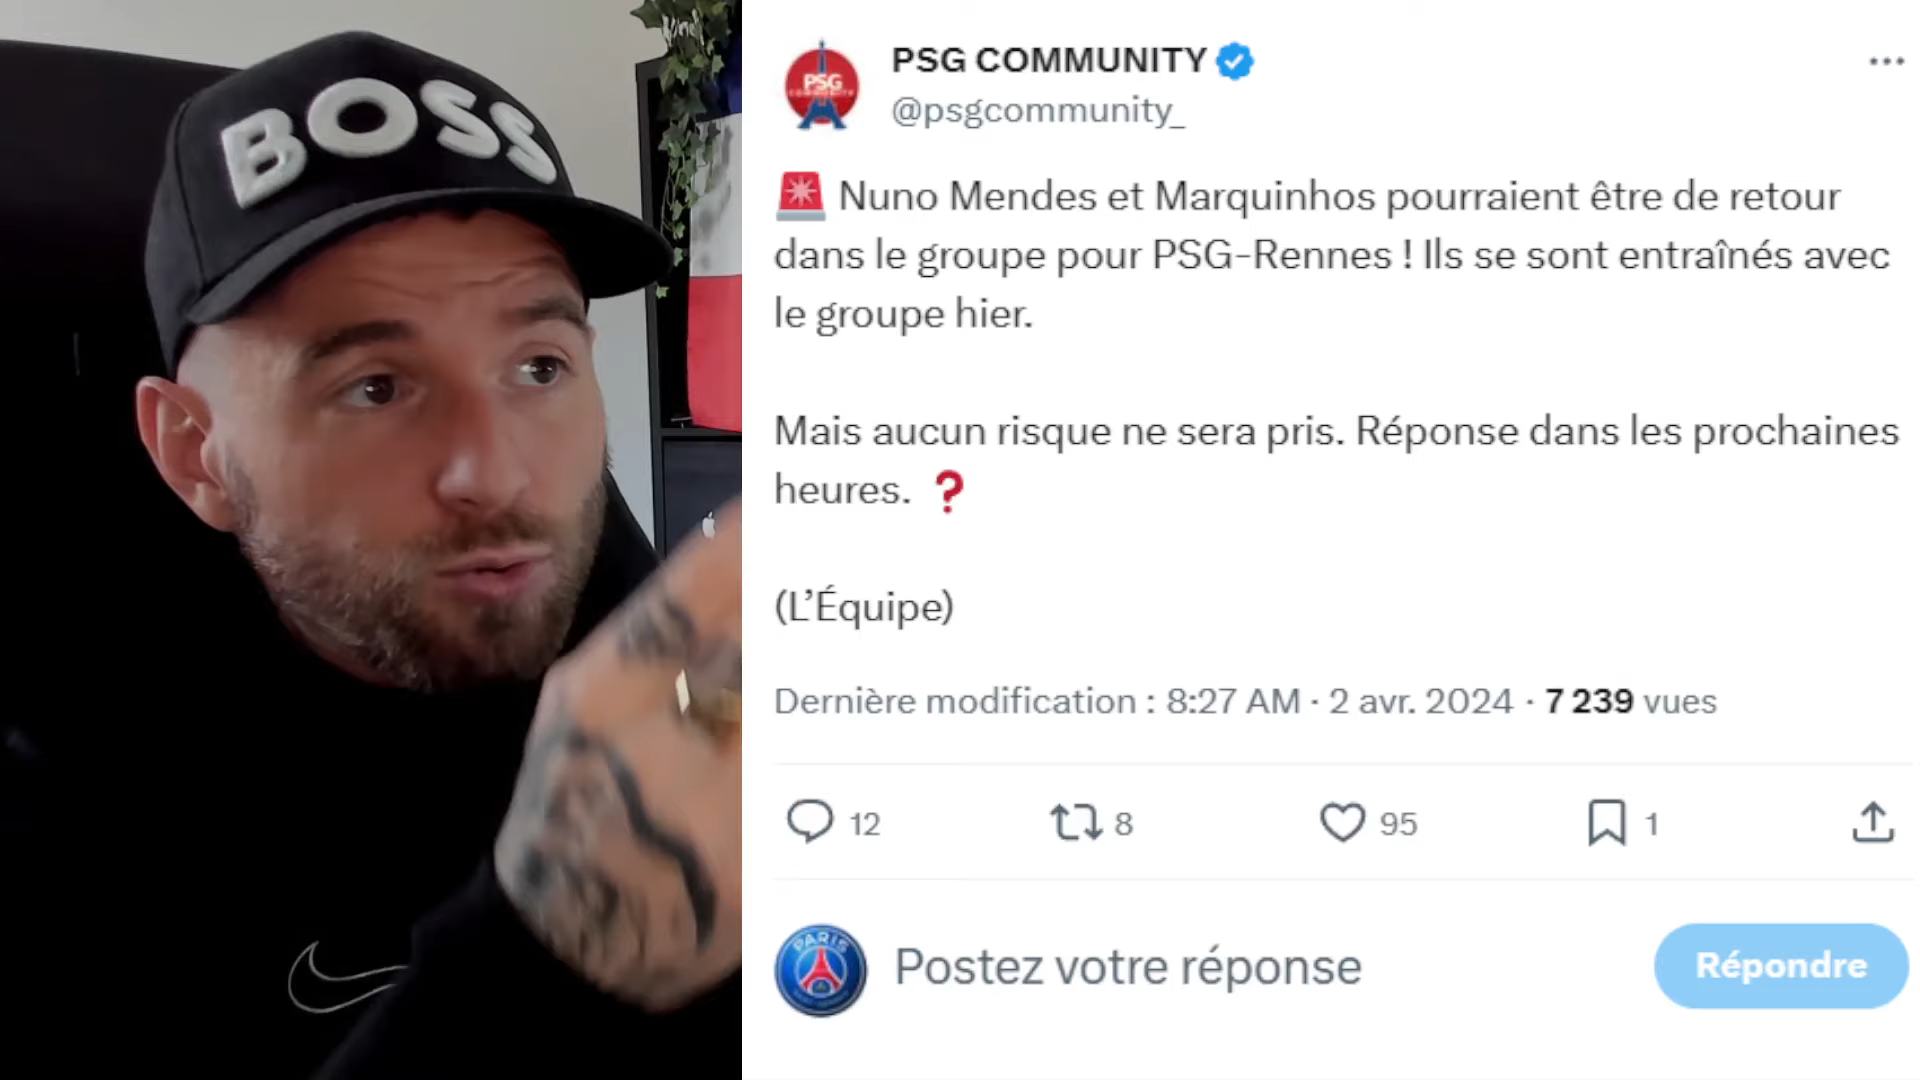 BOSS
PSG COMMUNITY
@psgcommunity_
PSG
COMMUNITY
Nuno Mendes et Marquinhos pourraient être de retour
dans le groupe pour PSG-Rennes ! Ils se sont entraînés avec
le groupe hier.
Mais aucun risque ne sera pris. Réponse dans les prochaines
heures. ❓
(L’Équipe)
Dernière modification : 8:27 AM · 2 avr. 2024 · 7 239 vues
12 8 95 1
PARIS
Postez votre réponse
Répondre